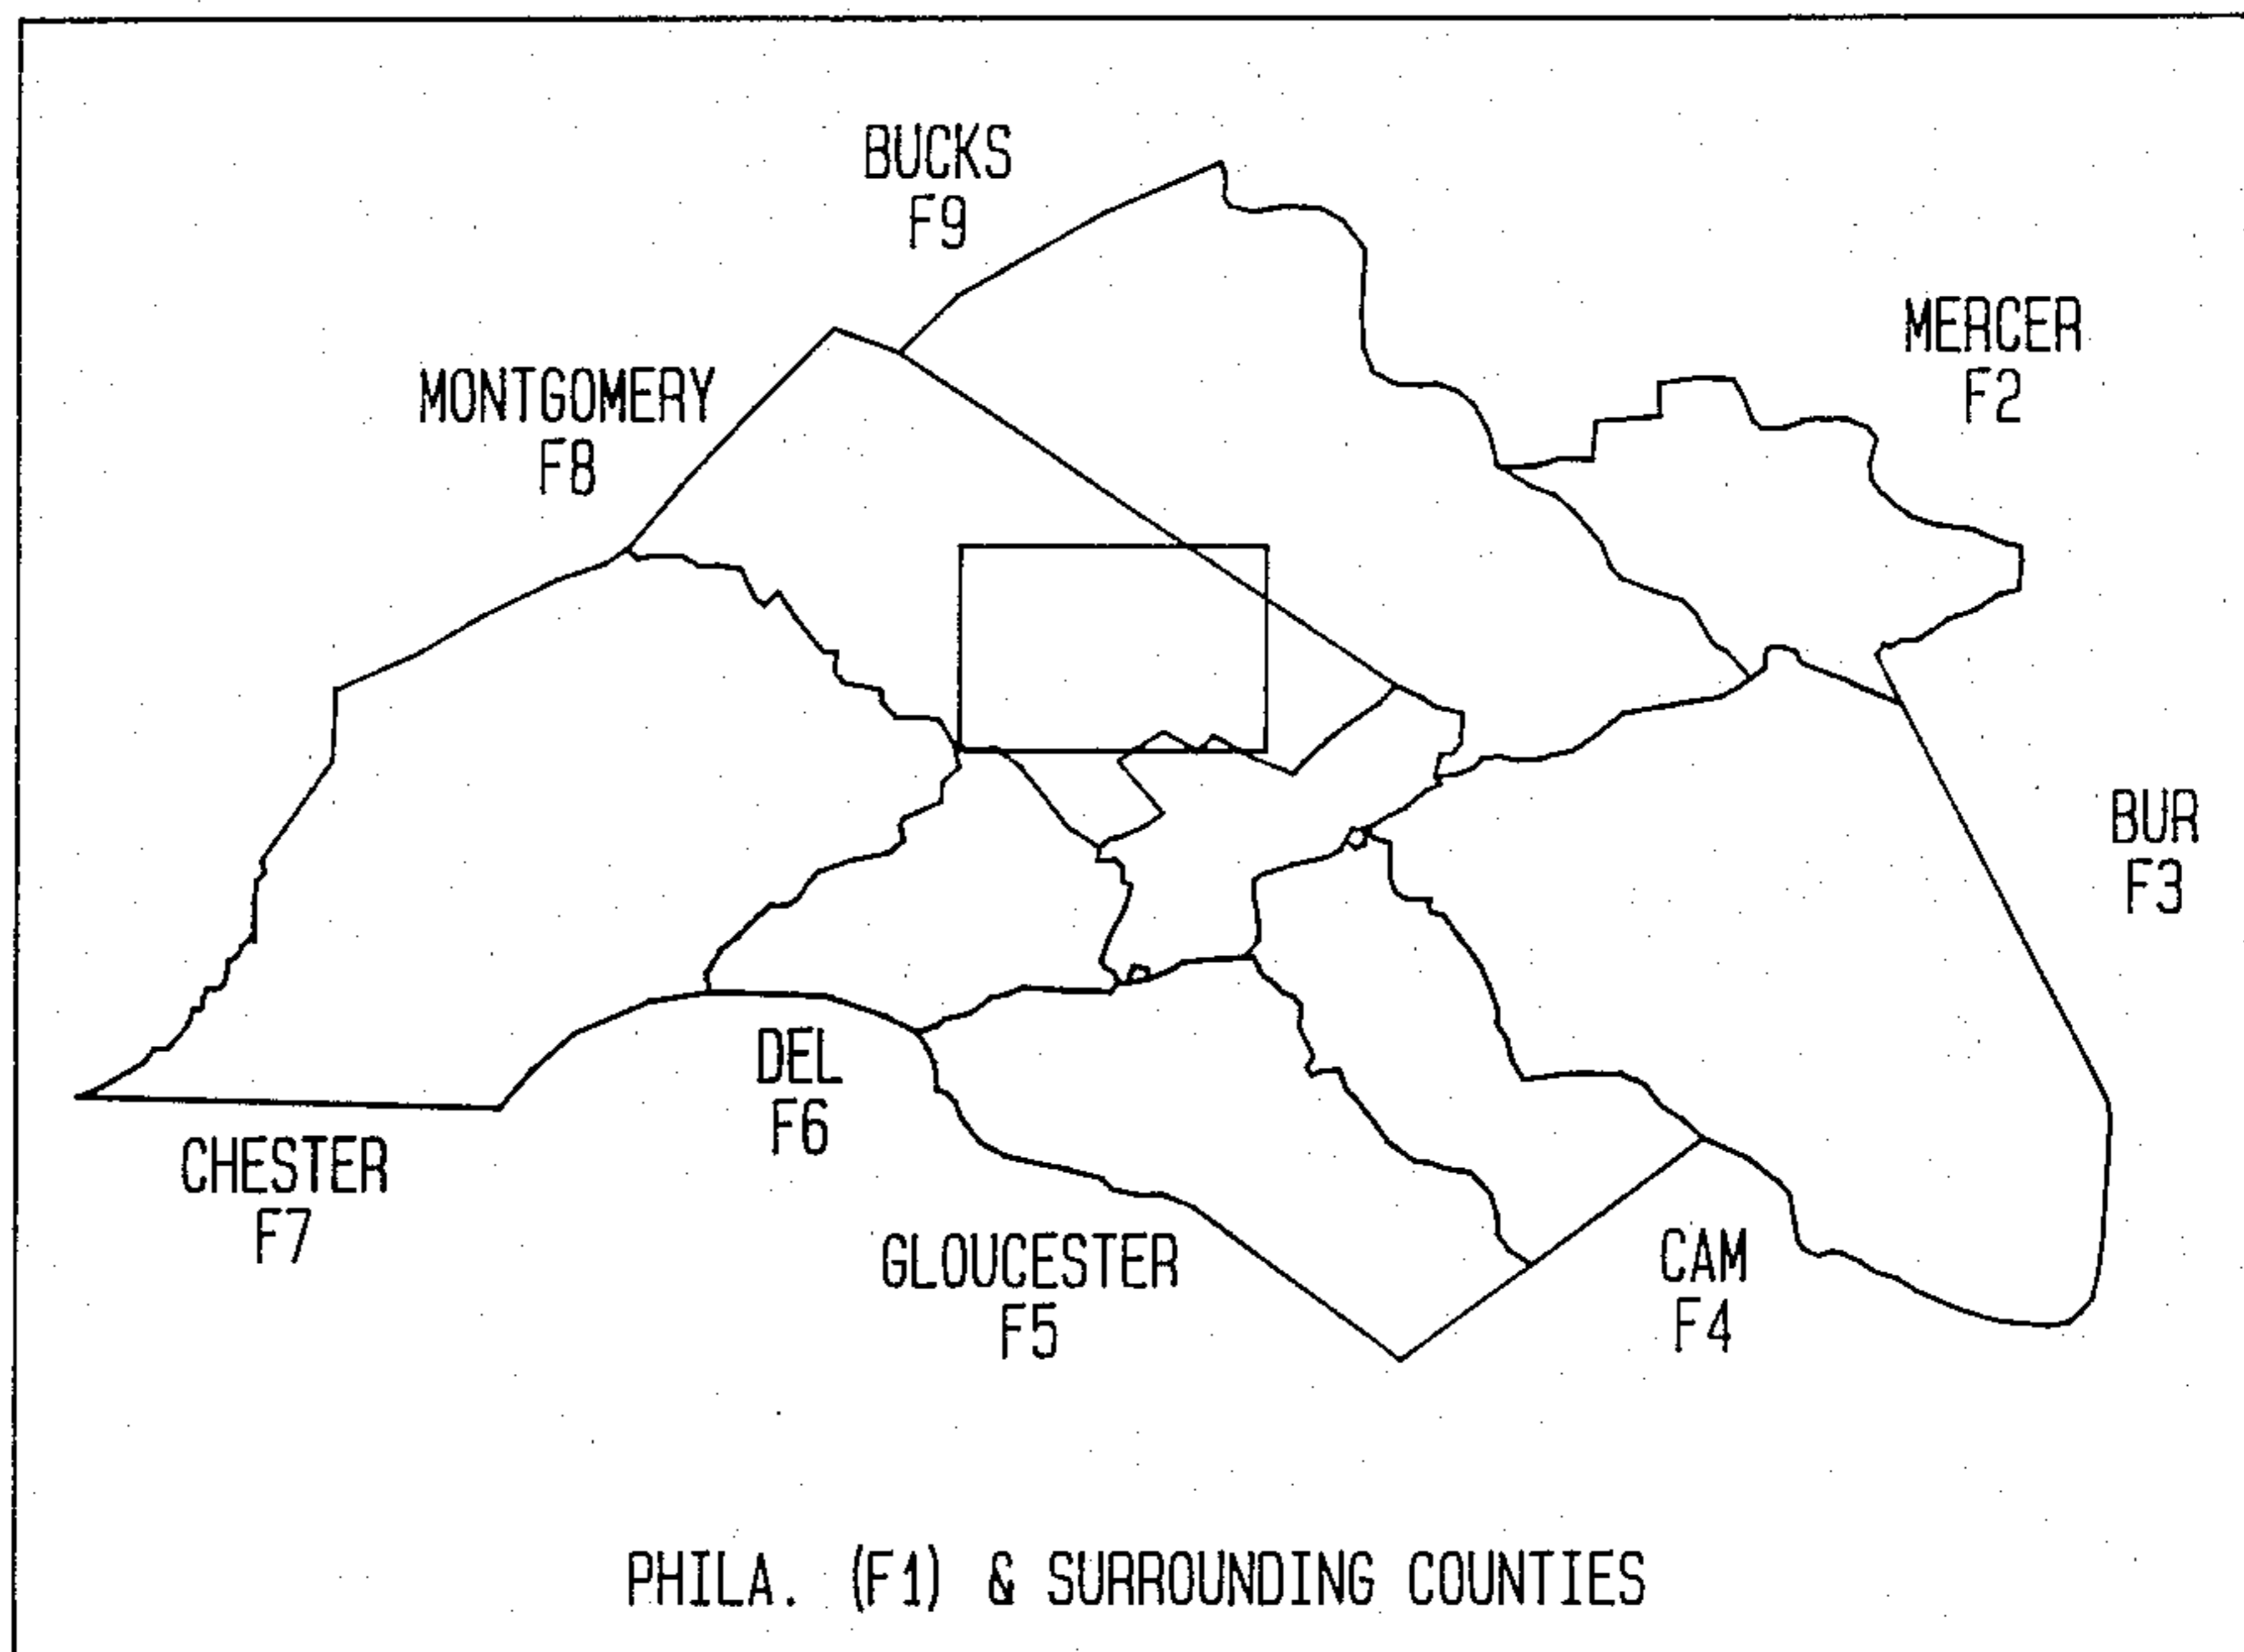 BUCKS
F9
MERCER
F2
MONTGOMERY
F8
BUR
F3
DEL
F6
CHESTER
F7
GLOUCESTER
F5
CAM
F4
PHILA. (F1) & SURROUNDING COUNTIES